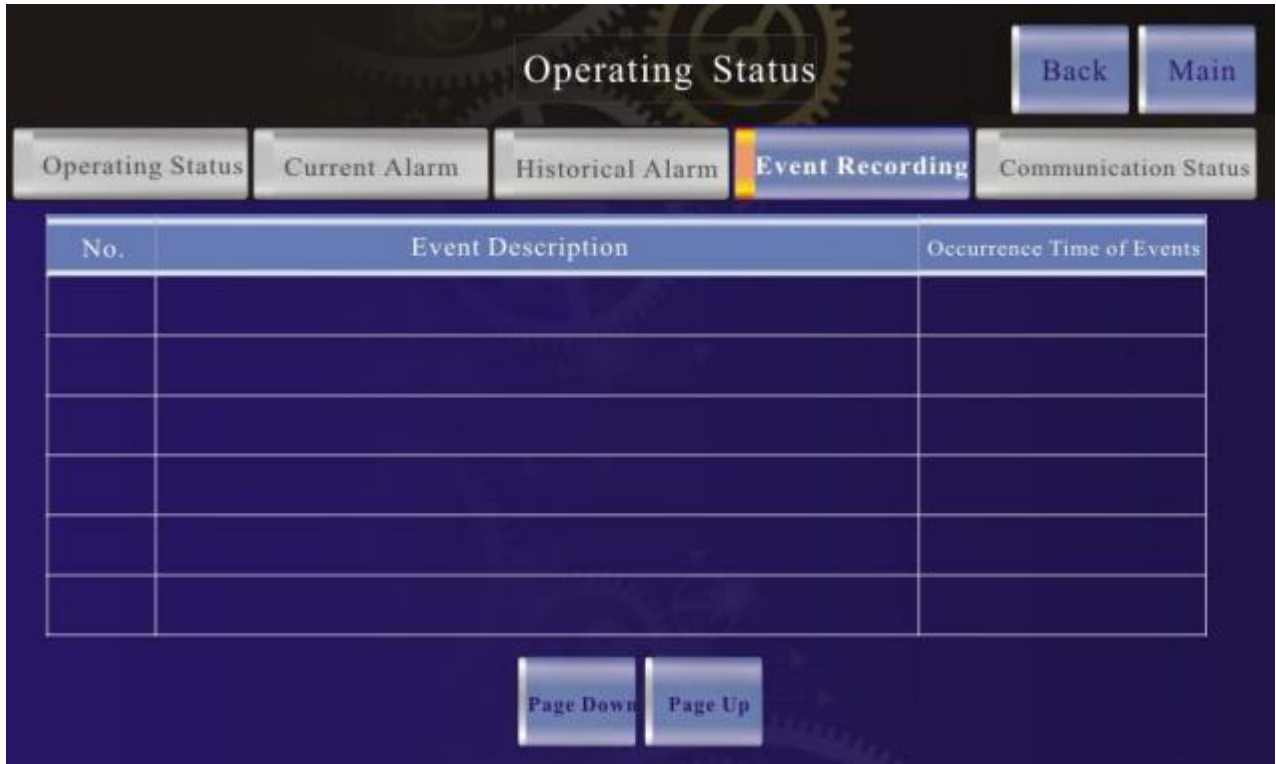 Operating Status
Back
Main
Operating Status
Current Alarm
Historical Alarm
Event Recording
Communication Status
No.
Event Description
Occurrence Time of Events
Page Down
Page Up